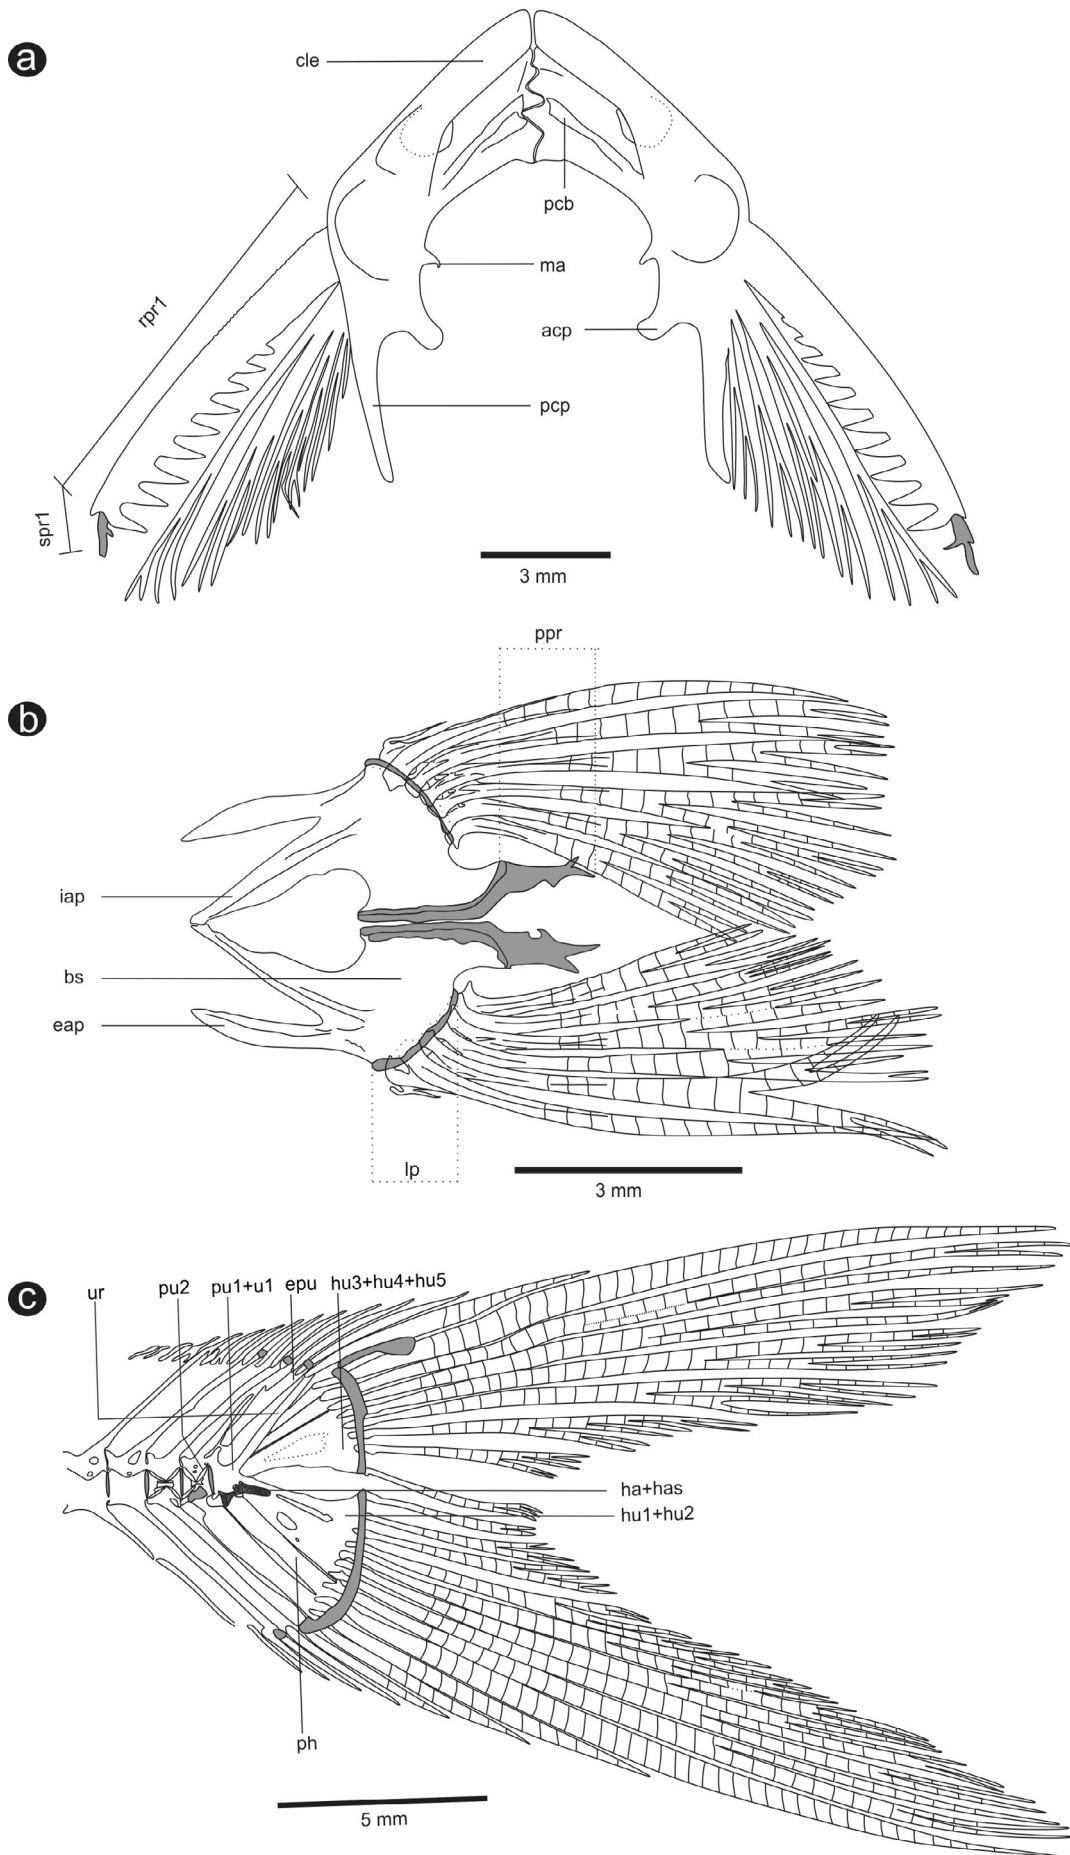 a
cle
pcb
ma
rpr1
acp
pcp
spr1
3 mm
ppr
b
iap
bs
eap
lp
3 mm
c
ur
pu2
pu1+u1
epu
hu3+hu4+hu5
ha+has
hu1+hu2
ph
5 mm